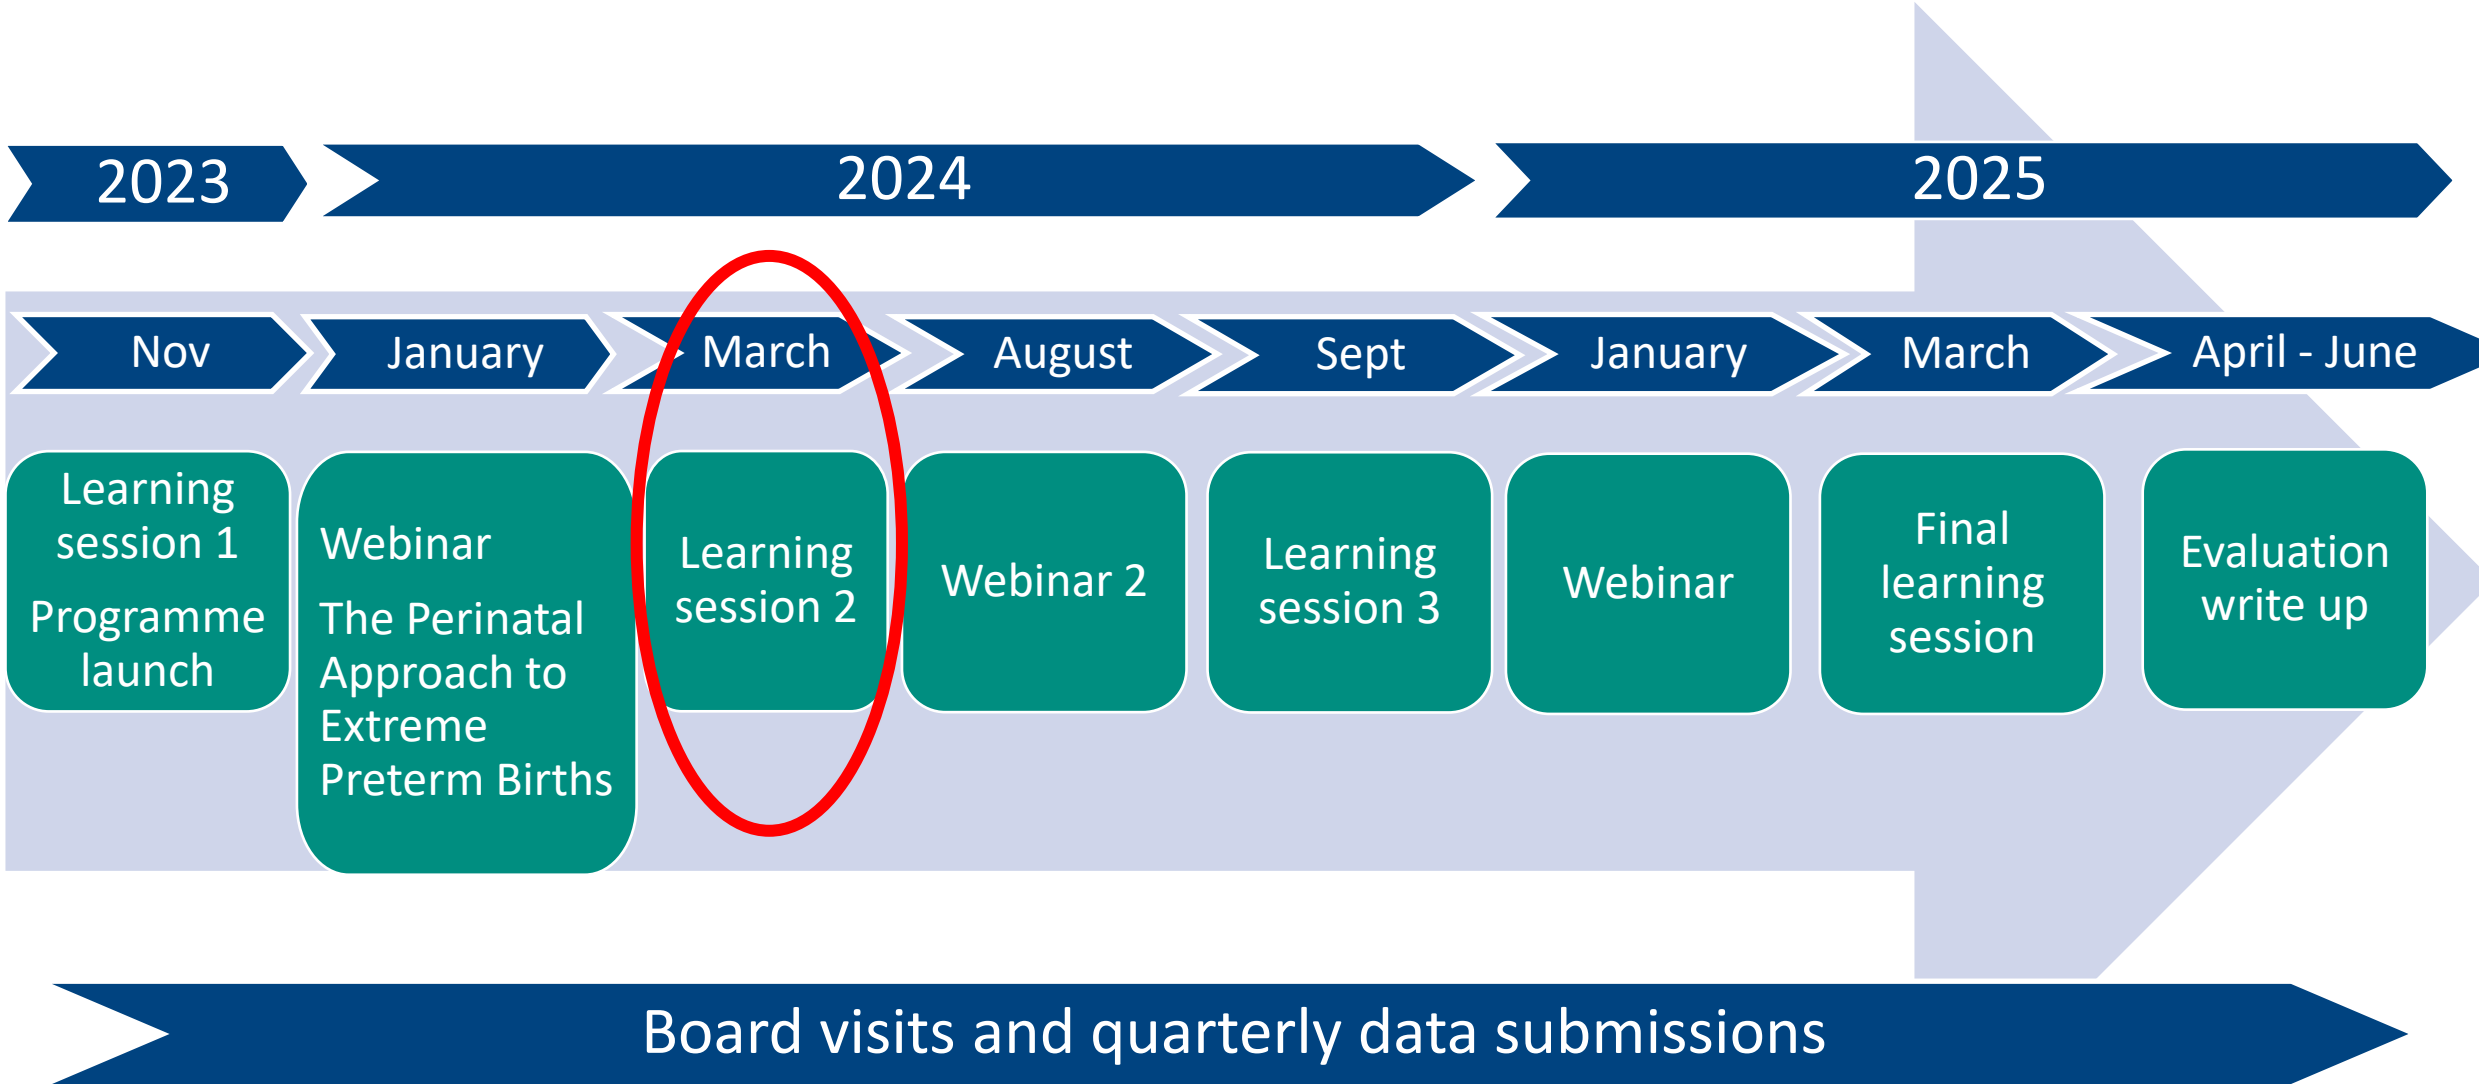 2023
2024
2025
Nov
January
March
August
Sept
January
March
April - June
Learning
session 1
Programme
launch
Webinar
The Perinatal
Approach to
Extreme
Preterm Births
Learning
session 2
Webinar 2
Learning
session 3
Webinar
Final
learning
session
Evaluation
write up
Board visits and quarterly data submissions